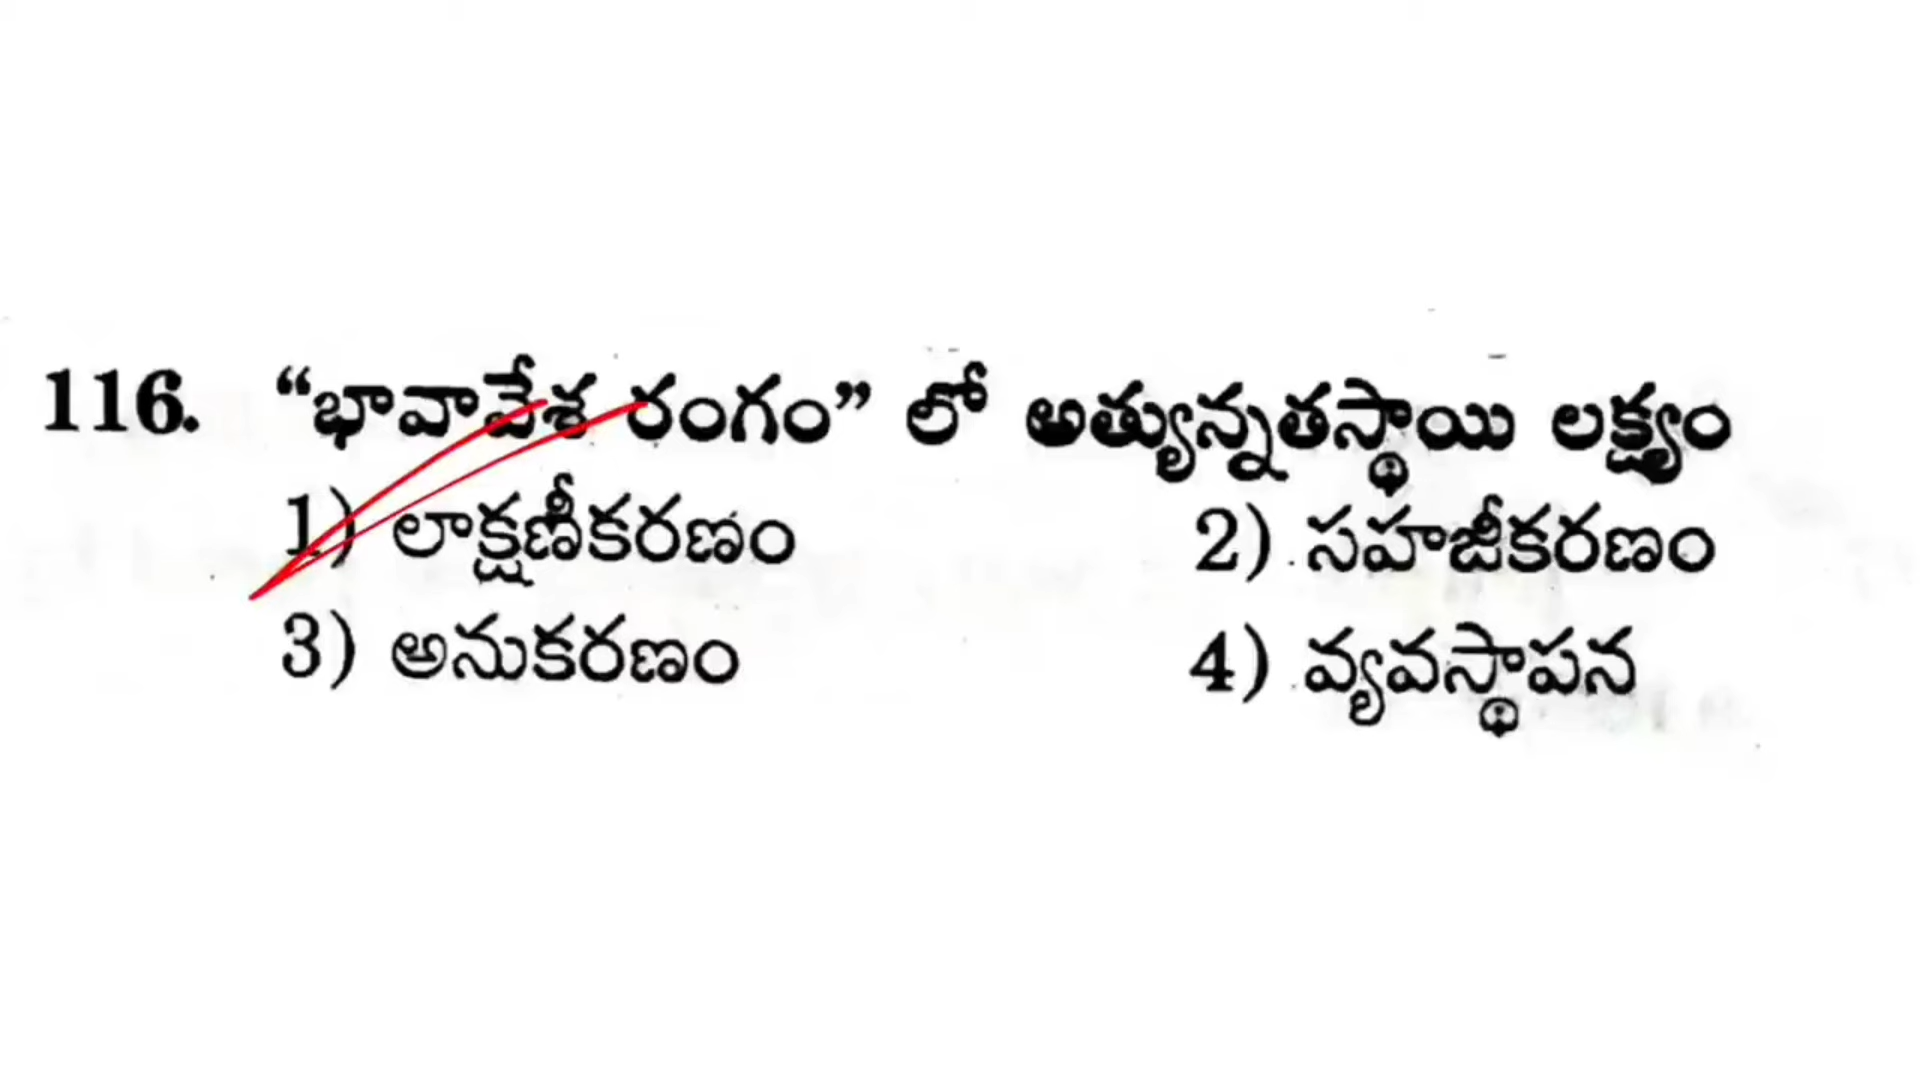 116. “భావావేశ రంగం” లో అత్యున్నతస్థాయి లక్ష్యం
1) లాక్షణీకరణం 2) సహజీకరణం
3) అనుకరణం 4) వ్యవస్థాపన